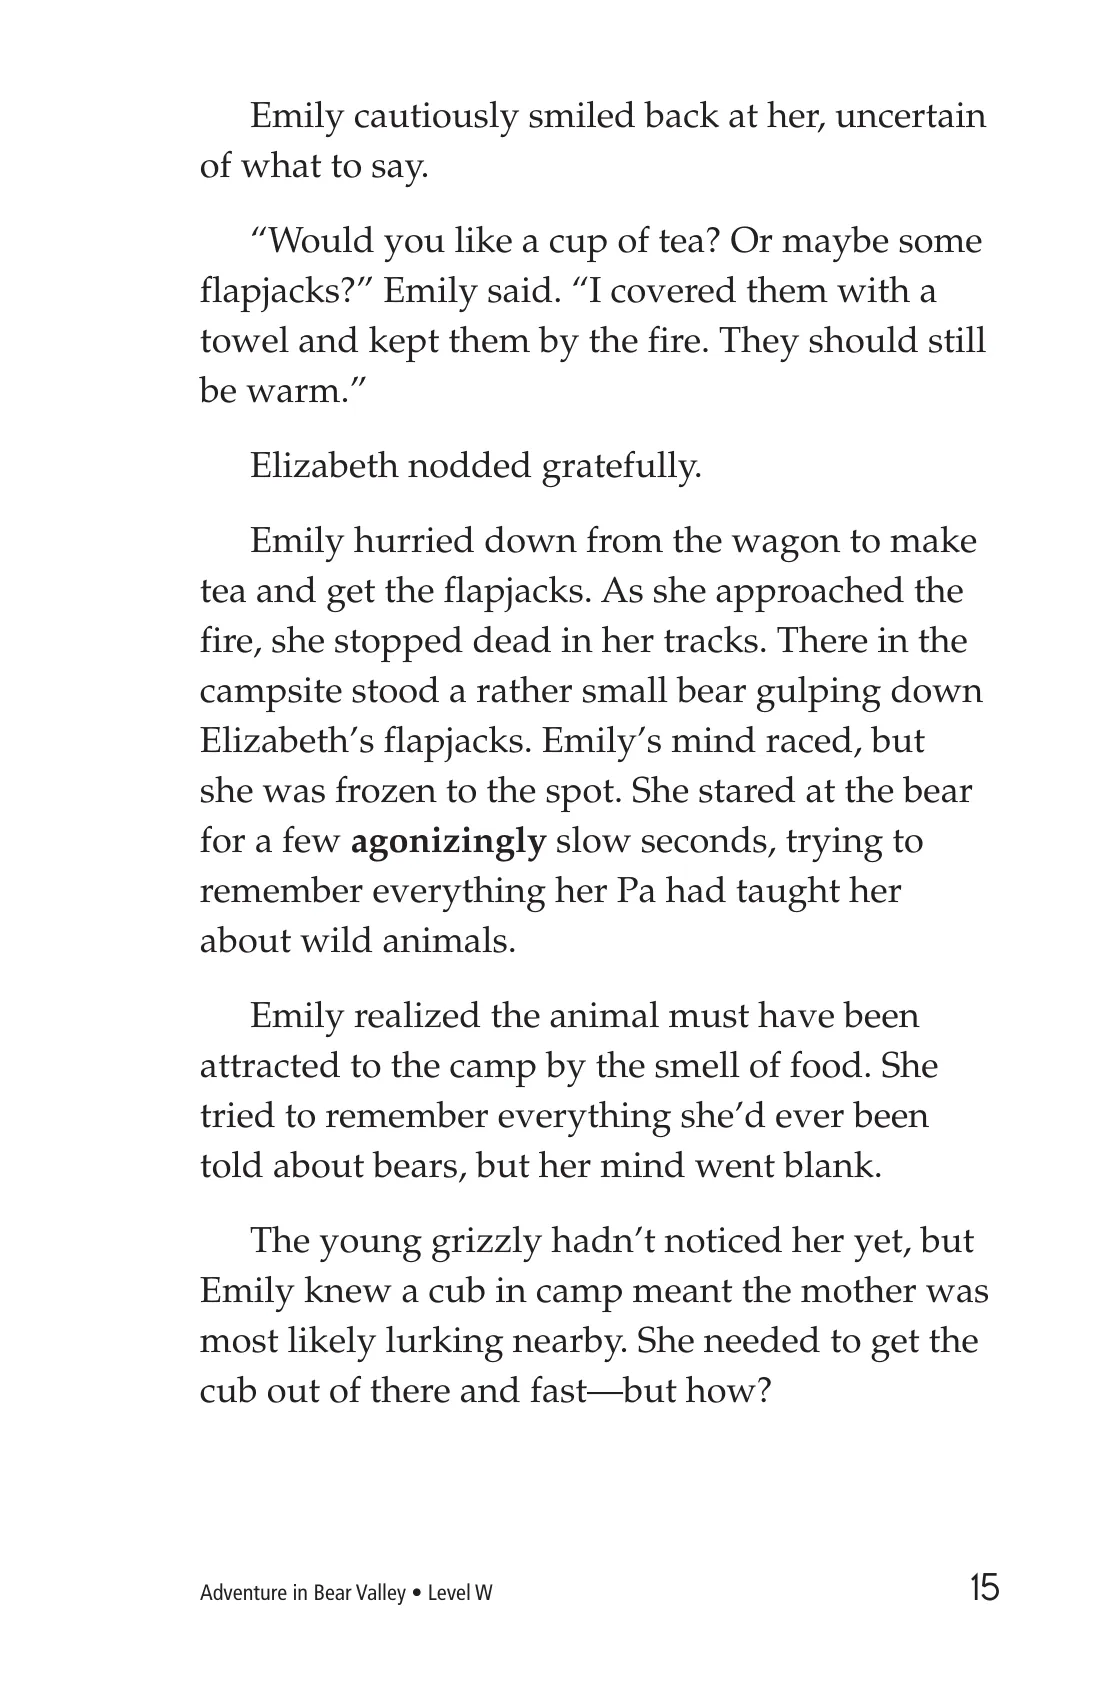 Emily cautiously smiled back at her, uncertain
of what to say.
“Would you like a cup of tea? Or maybe some
flapjacks?” Emily said. “I covered them with a
towel and kept them by the fire. They should still
be warm.”
Elizabeth nodded gratefully.
Emily hurried down from the wagon to make
tea and get the flapjacks. As she approached the
fire, she stopped dead in her tracks. There in the
campsite stood a rather small bear gulping down
Elizabeth’s flapjacks. Emily’s mind raced, but
she was frozen to the spot. She stared at the bear
for a few agonizingly slow seconds, trying to
remember everything her Pa had taught her
about wild animals.
Emily realized the animal must have been
attracted to the camp by the smell of food. She
tried to remember everything she’d ever been
told about bears, but her mind went blank.
The young grizzly hadn’t noticed her yet, but
Emily knew a cub in camp meant the mother was
most likely lurking nearby. She needed to get the
cub out of there and fast—but how?
Adventure in Bear Valley • Level W
15